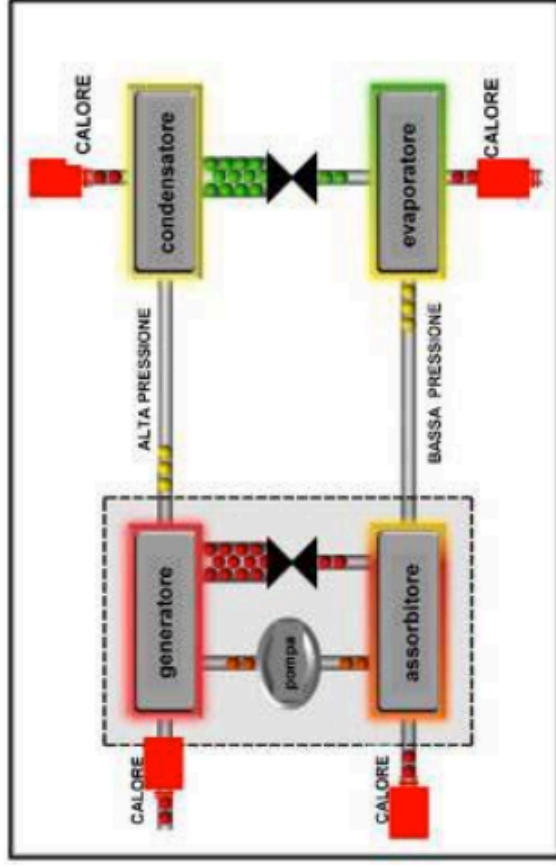 CALORE
generatore
ALTA PRESSIONE
condensatore
CALORE
pompa
CALORE
assorbitore
BASSA PRESSIONE
evaporatore
CALORE